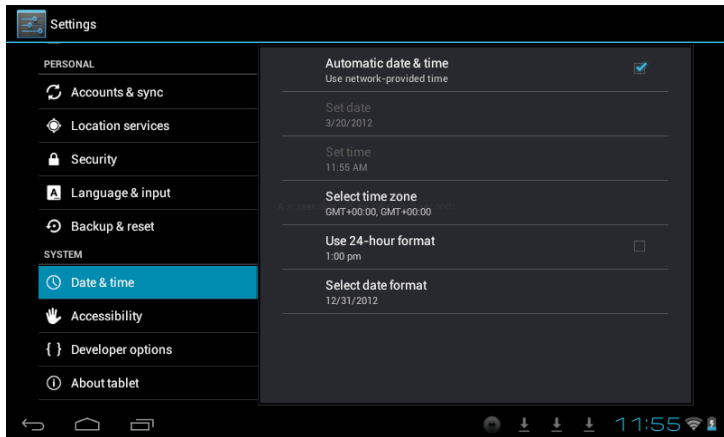 Settings
PERSONAL
Accounts & sync
Location services
Security
A Language & input
Backup & reset
SYSTEM
Date & time
Accessibility
{ } Developer options
About tablet
Automatic date & time
Use network-provided time
Set date
3/20/2012
Set time
11:55 AM
Select time zone
GMT+00:00, GMT+00:00
Use 24-hour format
1:00 pm
Select date format
12/31/2012
11:55